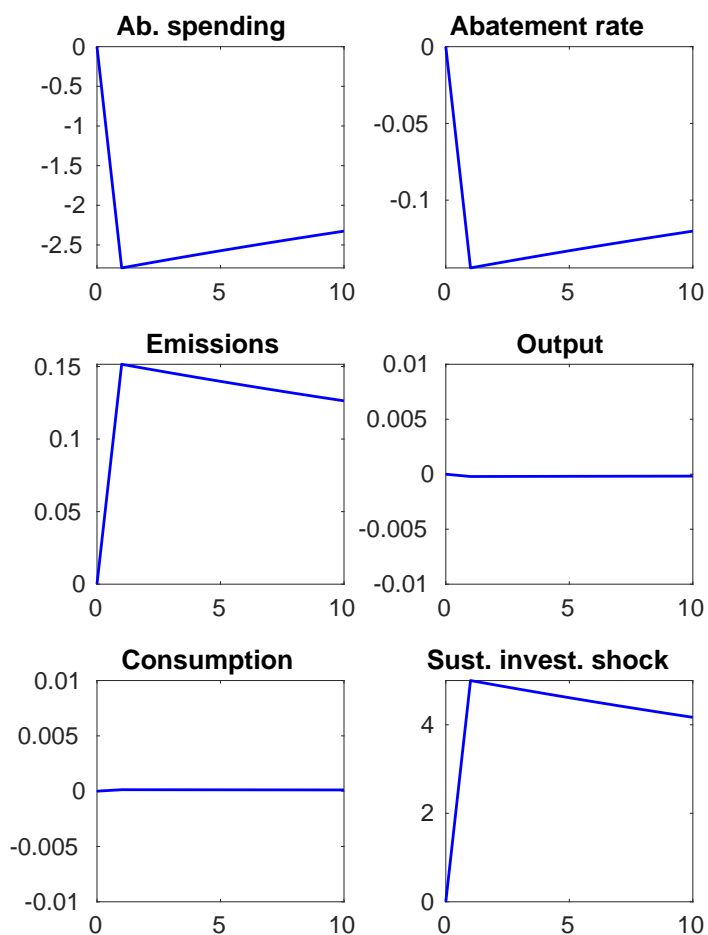 Ab. spending
0
-0.5
-1
-1.5
-2
-2.5
0 5 10
Abatement rate
0
-0.05
-0.1
0 5 10
Emissions
0.15
0.1
0.05
0
0 5 10
Output
0.01
0.005
0
-0.005
-0.01
0 5 10
Consumption
0.01
0.005
0
-0.005
-0.01
0 5 10
Sust. invest. shock
4
2
0
0 5 10